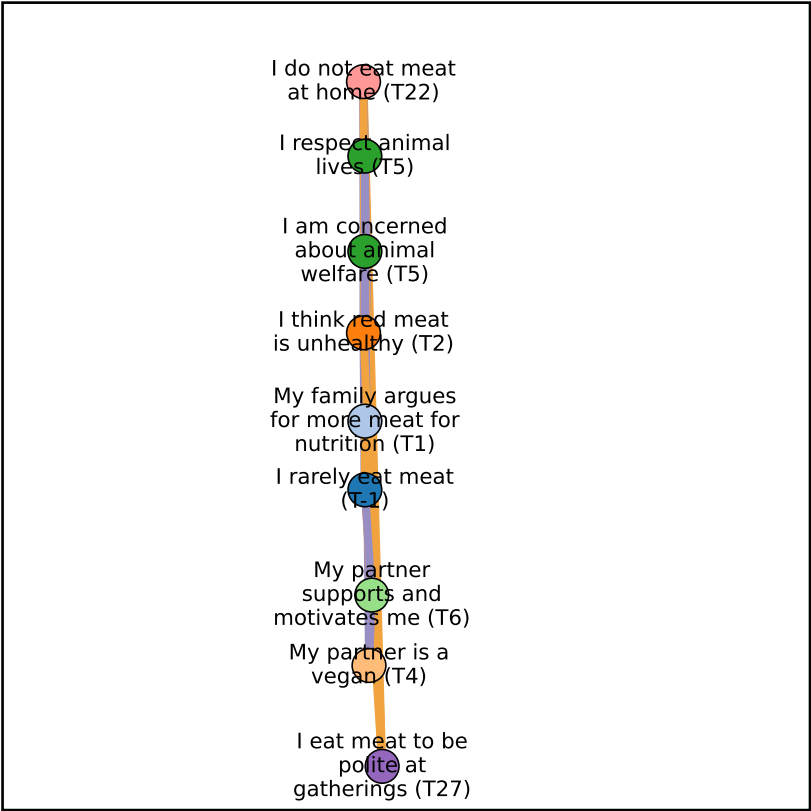 I do not eat meat
at home (T22)
I respect animal
lives (T5)
I am concerned
about animal
welfare (T5)
I think red meat
is unhealthy (T2)
My family argues
for more meat for
nutrition (T1)
I rarely eat meat
(T-1)
My partner
supports and
motivates me (T6)
My partner is a
vegan (T4)
I eat meat to be
polite at
gatherings (T27)